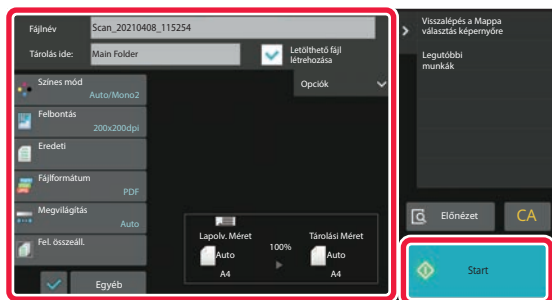 Fájlnév
Scan_20210408_115254
Tárolás ide:
Main Folder
Letölthető fájl
létrehozása
Színes mód
Auto/Mono2
Opciók
Felbontás
200x200dpi
Eredeti
Fájlformátum
PDF
Megvilágítás
Auto
Fel. összeáll.
Egyéb
Lapolv. Méret
Auto
A4
100%
Tárolási Méret
Auto
A4
Visszalépés a Mappa
választás képernyőre
Legutóbbi
munkák
Előnézet
CA
Start